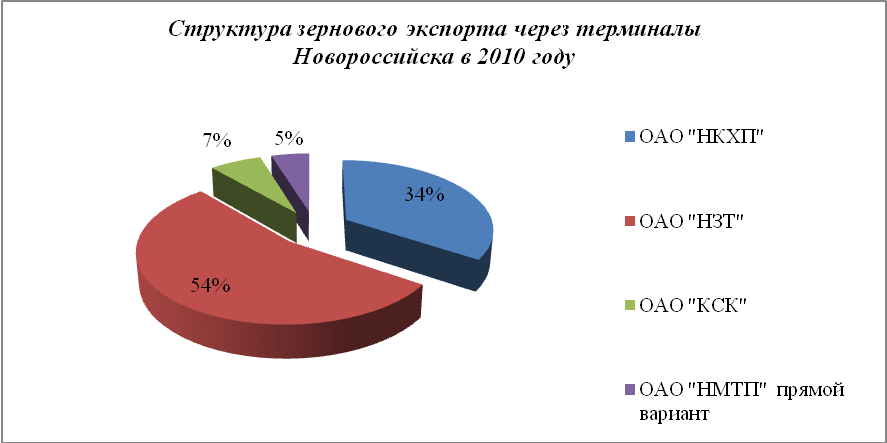 Структура зернового экспорта через терминалы
Новороссийска в 2010 году
7%
5%
34%
54%
ОАО "НКХП"
ОАО "НЗТ"
ОАО "КСК"
ОАО "НМТП" прямой
вариант